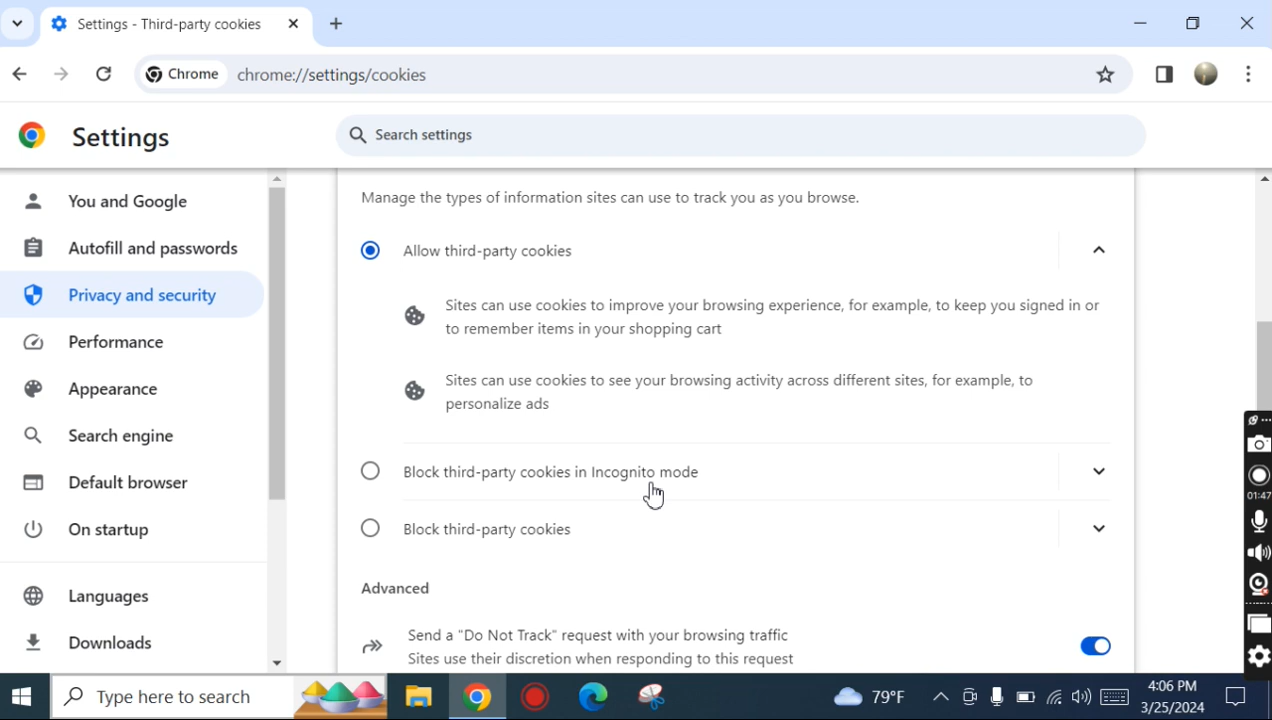 Settings - Third-party cookies
Chrome
chrome://settings/cookies
Settings
Search settings
You and Google
Autofill and passwords
Privacy and security
Performance
Appearance
Search engine
Default browser
On startup
Languages
Downloads
Manage the types of information sites can use to track you as you browse.
Allow third-party cookies
Sites can use cookies to improve your browsing experience, for example, to keep you signed in or
to remember items in your shopping cart
Sites can use cookies to see your browsing activity across different sites, for example, to
personalize ads
Block third-party cookies in Incognito mode
Block third-party cookies
Advanced
Send a "Do Not Track" request with your browsing traffic
Sites use their discretion when responding to this request
01:47
Type here to search
79°F
4:06 PM
3/25/2024